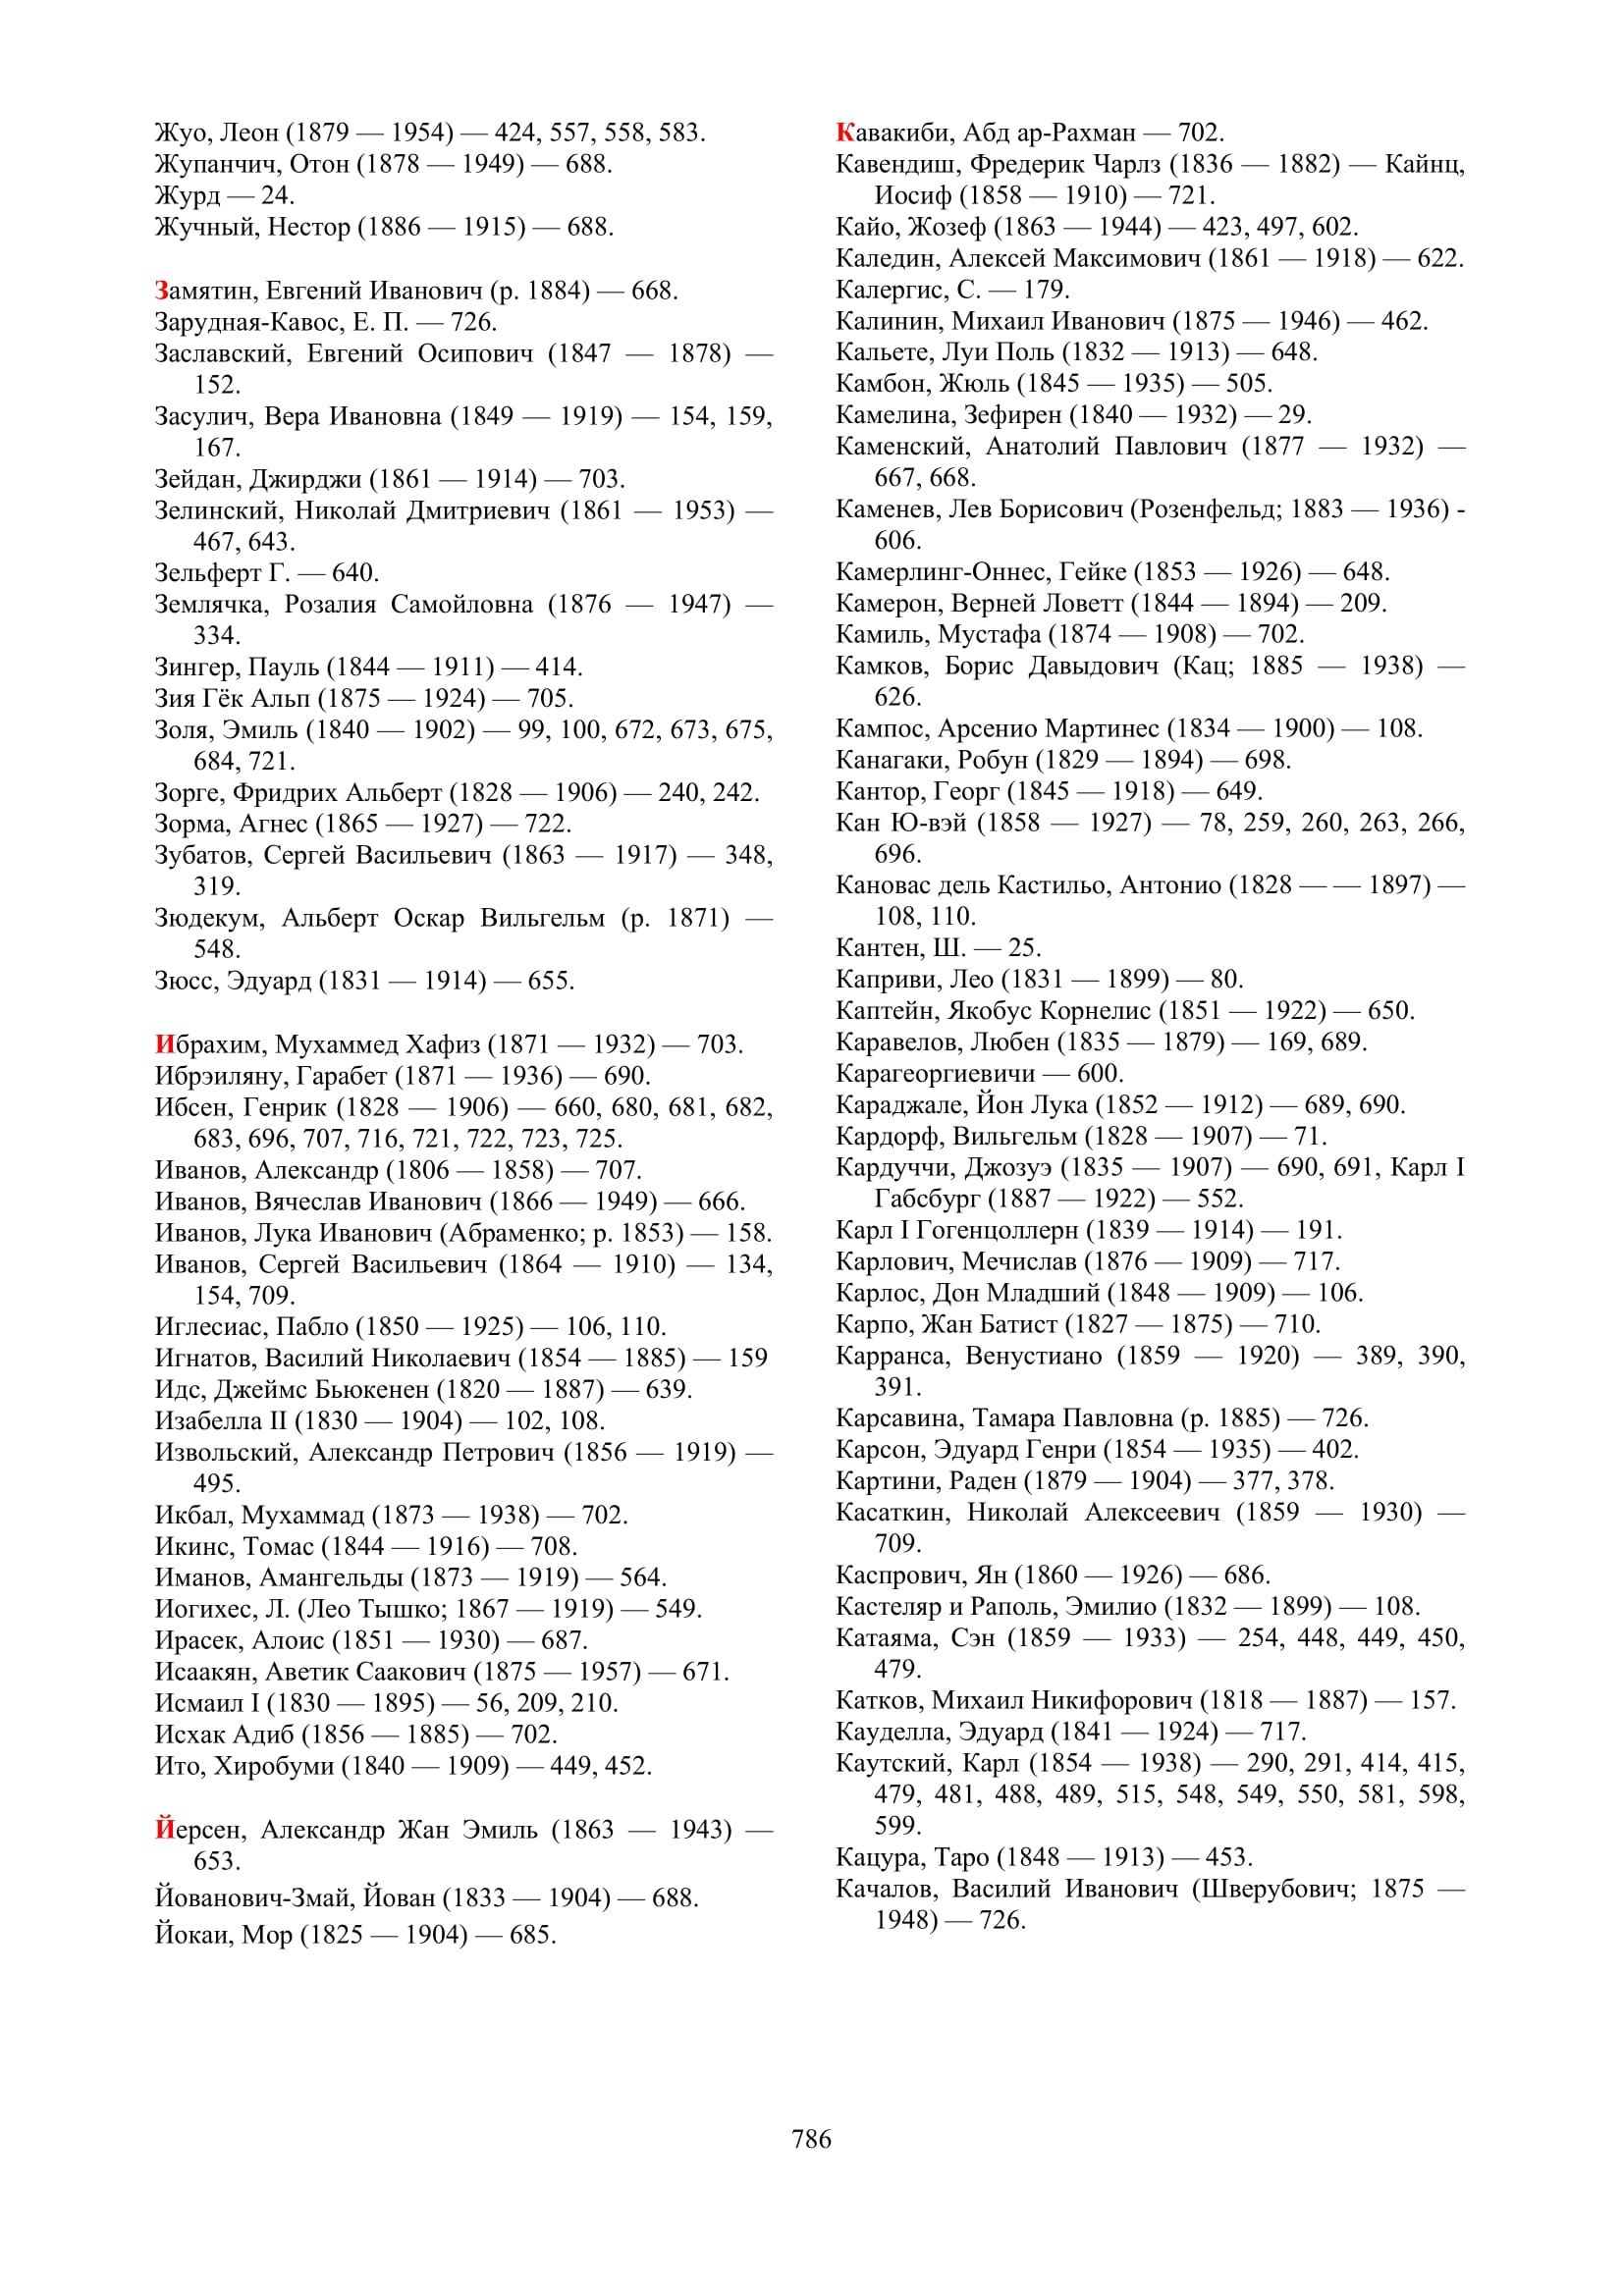 Жуо, Леон (1879 — 1954) — 424, 557, 558, 583.
Жупанчич, Отон (1878 — 1949) — 688.
Журд — 24.
Жучный, Нестор (1886 — 1915) — 688.
Замятин, Евгений Иванович (р. 1884) — 668.
Зарудная-Кавос, Е. П. — 726.
Заславский, Евгений Осипович (1847 — 1878) —
152.
Засулич, Вера Ивановна (1849 — 1919) — 154, 159,
167.
Зейдан, Джирджи (1861 — 1914) — 703.
Зелинский, Николай Дмитриевич (1861 — 1953) —
467, 643.
Зельферт Г. — 640.
Землячка, Розалия Самойловна (1876 — 1947) —
334.
Зингер, Пауль (1844 — 1911) — 414.
Зия Гёк Альп (1875 — 1924) — 705.
Золя, Эмиль (1840 — 1902) — 99, 100, 672, 673, 675,
684, 721.
Зорге, Фридрих Альберт (1828 — 1906) — 240, 242.
Зорма, Агнес (1865 — 1927) — 722.
Зубатов, Сергей Васильевич (1863 — 1917) — 348,
319.
Зюдекум, Альберт Оскар Вильгельм (р. 1871) —
548.
Зюсс, Эдуард (1831 — 1914) — 655.
Ибрахим, Мухаммед Хафиз (1871 — 1932) — 703.
Ибрэиляну, Гарабет (1871 — 1936) — 690.
Ибсен, Генрик (1828 — 1906) — 660, 680, 681, 682,
683, 696, 707, 716, 721, 722, 723, 725.
Иванов, Александр (1806 — 1858) — 707.
Иванов, Вячеслав Иванович (1866 — 1949) — 666.
Иванов, Лука Иванович (Абраменко; р. 1853) — 158.
Иванов, Сергей Васильевич (1864 — 1910) — 134,
154, 709.
Иглесиас, Пабло (1850 — 1925) — 106, 110.
Игнатов, Василий Николаевич (1854 — 1885) — 159
Идс, Джеймс Бьюкенен (1820 — 1887) — 639.
Изабелла II (1830 — 1904) — 102, 108.
Извольский, Александр Петрович (1856 — 1919) —
495.
Икбал, Мухаммад (1873 — 1938) — 702.
Икинс, Томас (1844 — 1916) — 708.
Иманов, Амангельды (1873 — 1919) — 564.
Иогихес, Л. (Лео Тышко; 1867 — 1919) — 549.
Ирасек, Алоис (1851 — 1930) — 687.
Исаакян, Аветик Саакович (1875 — 1957) — 671.
Исмаил I (1830 — 1895) — 56, 209, 210.
Исхак Адиб (1856 — 1885) — 702.
Ито, Хиробуми (1840 — 1909) — 449, 452.
Йерсен, Александр Жан Эмиль (1863 — 1943) —
653.
Йованович-Змай, Йован (1833 — 1904) — 688.
Йокаи, Мор (1825 — 1904) — 685.
Кавакиби, Абд ар-Рахман — 702.
Кавендиш, Фредерик Чарлз (1836 — 1882) — Кайнц,
Иосиф (1858 — 1910) — 721.
Кайо, Жозеф (1863 — 1944) — 423, 497, 602.
Каледин, Алексей Максимович (1861 — 1918) — 622.
Калергис, С. — 179.
Калинин, Михаил Иванович (1875 — 1946) — 462.
Кальете, Луи Поль (1832 — 1913) — 648.
Камбон, Жюль (1845 — 1935) — 505.
Камелина, Зефирен (1840 — 1932) — 29.
Каменский, Анатолий Павлович (1877 — 1932) —
667, 668.
Каменев, Лев Борисович (Розенфельд; 1883 — 1936) -
606.
Камерлинг-Оннес, Гейке (1853 — 1926) — 648.
Камерон, Верней Ловетт (1844 — 1894) — 209.
Камиль, Мустафа (1874 — 1908) — 702.
Камков, Борис Давыдович (Кац; 1885 — 1938) —
626.
Кампос, Арсенио Мартинес (1834 — 1900) — 108.
Канагаки, Робун (1829 — 1894) — 698.
Кантор, Георг (1845 — 1918) — 649.
Кан Ю-вэй (1858 — 1927) — 78, 259, 260, 263, 266,
696.
Кановас дель Кастильо, Антонио (1828 — — 1897) —
108, 110.
Кантен, Ш. — 25.
Каприви, Лео (1831 — 1899) — 80.
Каптейн, Якобус Корнелис (1851 — 1922) — 650.
Каравелов, Любен (1835 — 1879) — 169, 689.
Карагеоргиевичи — 600.
Караджале, Йон Лука (1852 — 1912) — 689, 690.
Кардорф, Вильгельм (1828 — 1907) — 71.
Кардуччи, Джозуэ (1835 — 1907) — 690, 691, Карл I
Габсбург (1887 — 1922) — 552.
Карл I Гогенцоллерн (1839 — 1914) — 191.
Карлович, Мечислав (1876 — 1909) — 717.
Карлос, Дон Младший (1848 — 1909) — 106.
Карпо, Жан Батист (1827 — 1875) — 710.
Карранса, Венустиано (1859 — 1920) — 389, 390,
391.
Карсавина, Тамара Павловна (р. 1885) — 726.
Карсон, Эдуард Генри (1854 — 1935) — 402.
Картини, Раден (1879 — 1904) — 377, 378.
Касаткин, Николай Алексеевич (1859 — 1930) —
709.
Каспрович, Ян (1860 — 1926) — 686.
Кастеляр и Раполь, Эмилио (1832 — 1899) — 108.
Катаяма, Сэн (1859 — 1933) — 254, 448, 449, 450,
479.
Катков, Михаил Никифорович (1818 — 1887) — 157.
Кауделла, Эдуард (1841 — 1924) — 717.
Каутский, Карл (1854 — 1938) — 290, 291, 414, 415,
479, 481, 488, 489, 515, 548, 549, 550, 581, 598,
599.
Кацура, Таро (1848 — 1913) — 453.
Качалов, Василий Иванович (Шверубович; 1875 —
1948) — 726.
786